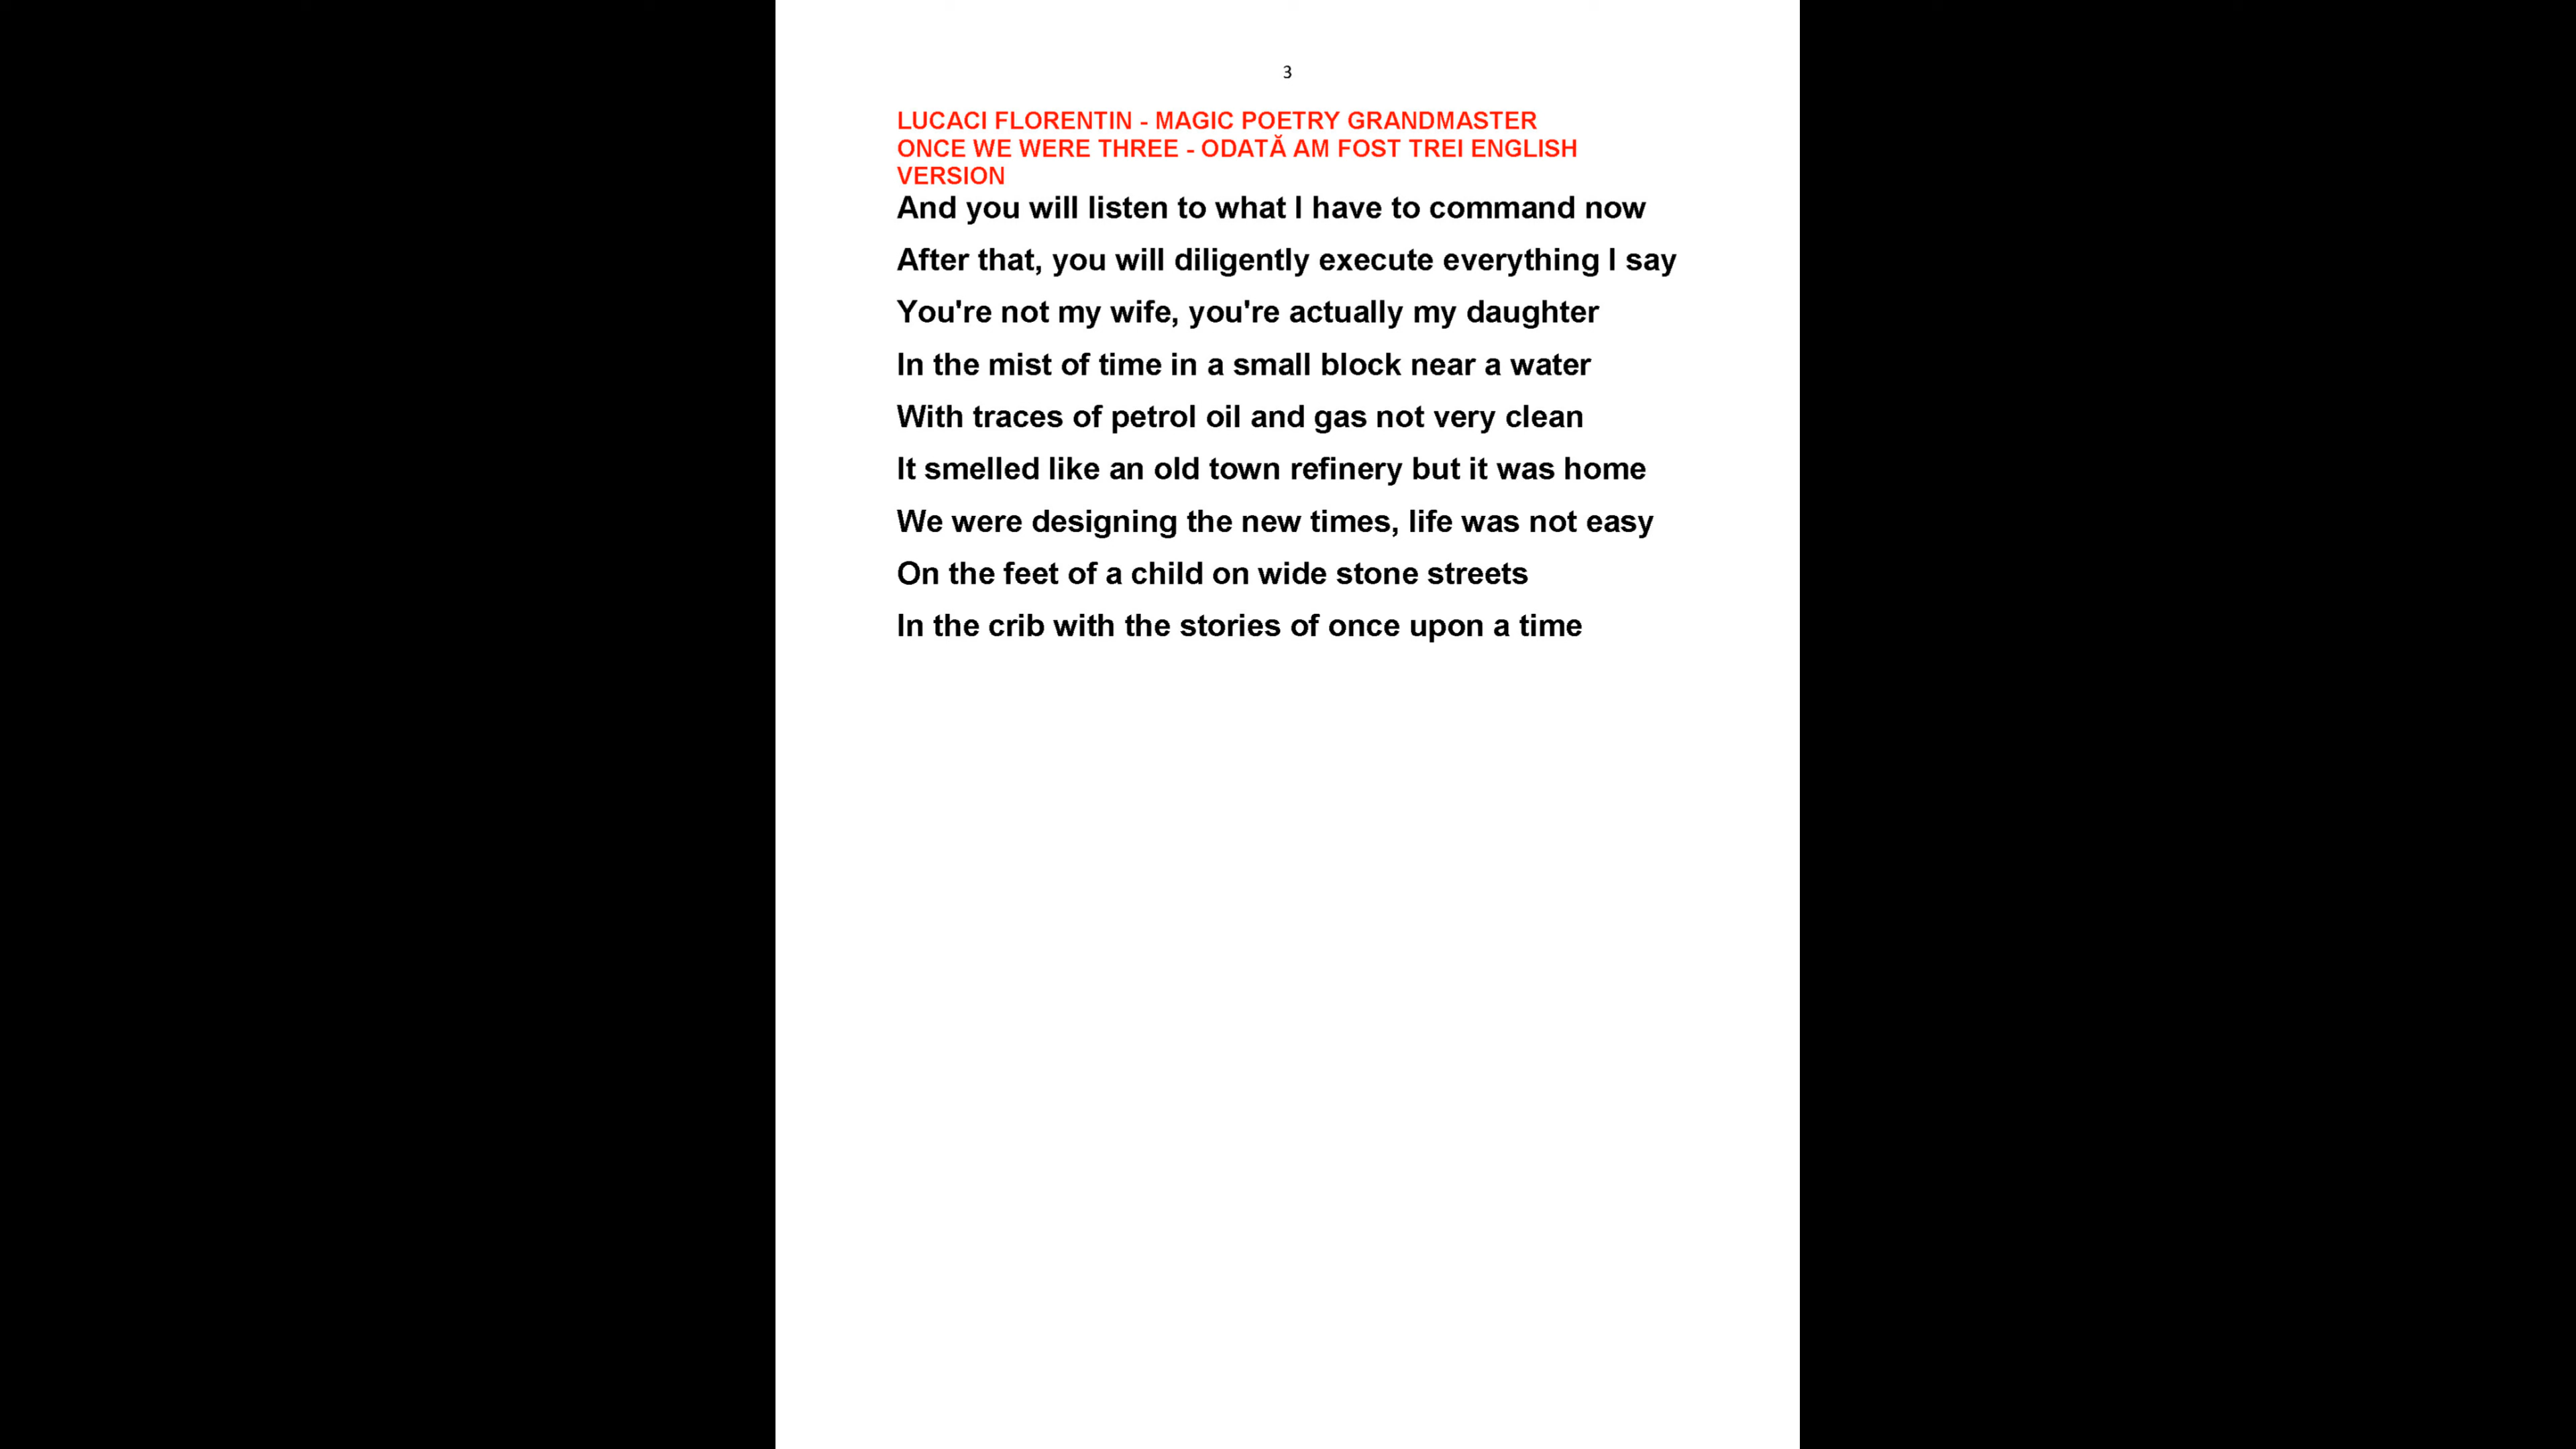 3
LUCACI FLORENTIN - MAGIC POETRY GRANDMASTER
ONCE WE WERE THREE - ODATĂ AM FOST TREI ENGLISH
VERSION
And you will listen to what I have to command now
After that, you will diligently execute everything I say
You're not my wife, you're actually my daughter
In the mist of time in a small block near a water
With traces of petrol oil and gas not very clean
It smelled like an old town refinery but it was home
We were designing the new times, life was not easy
On the feet of a child on wide stone streets
In the crib with the stories of once upon a time